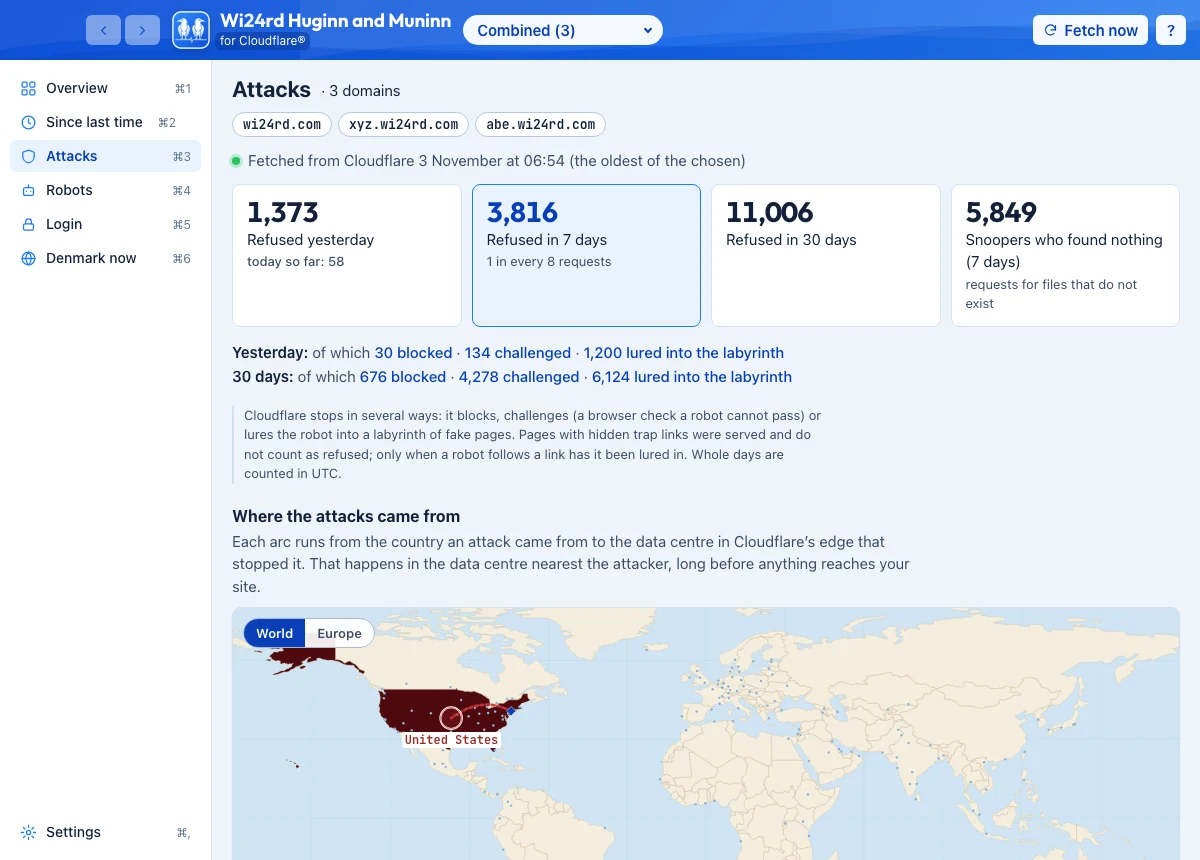 Wi24rd Huginn and Muninn
for Cloudflare®
Combined (3)
Fetch now
?
Overview ⌘1
Since last time ⌘2
Attacks ⌘3
Robots ⌘4
Login ⌘5
Denmark now ⌘6
Settings ⌘,
Attacks · 3 domains
wi24rd.com xyz.wi24rd.com abe.wi24rd.com
Fetched from Cloudflare 3 November at 06:54 (the oldest of the chosen)
1,373
Refused yesterday
today so far: 58
3,816
Refused in 7 days
1 in every 8 requests
11,006
Refused in 30 days
5,849
Snoopers who found nothing
(7 days)
requests for files that do not
exist
Yesterday: of which 30 blocked · 134 challenged · 1,200 lured into the labyrinth
30 days: of which 676 blocked · 4,278 challenged · 6,124 lured into the labyrinth
Cloudflare stops in several ways: it blocks, challenges (a browser check a robot cannot pass) or
lures the robot into a labyrinth of fake pages. Pages with hidden trap links were served and do
not count as refused; only when a robot follows a link has it been lured in. Whole days are
counted in UTC.
Where the attacks came from
Each arc runs from the country an attack came from to the data centre in Cloudflare’s edge that
stopped it. That happens in the data centre nearest the attacker, long before anything reaches your
site.
World Europe
United States